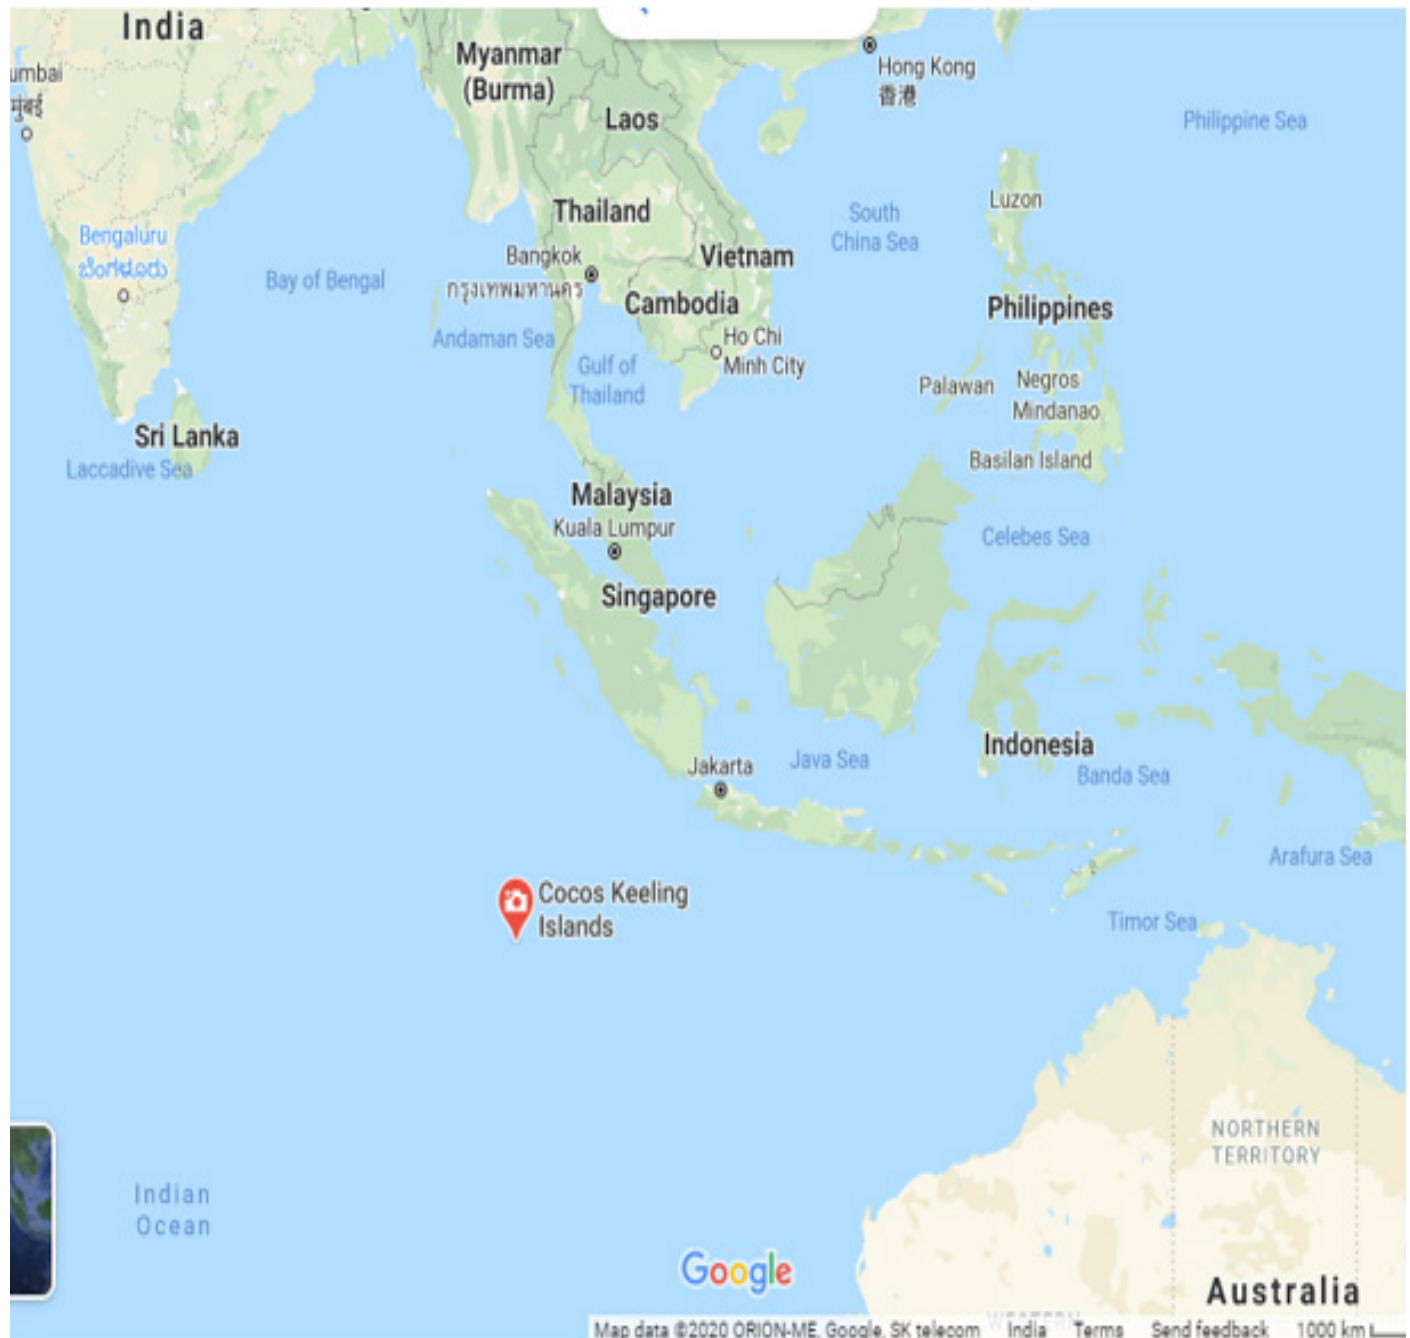 India
Myanmar
(Burma)
Hong Kong
香港
umbai
मुंबई
Laos
Philippine Sea
Thailand
Luzon
South
China Sea
Bengaluru
ಬೆಂಗಳೂರು
Bay of Bengal
Bangkok
กรุงเทพมหานคร
Vietnam
Cambodia
Philippines
Andaman Sea
Ho Chi
Minh City
Gulf of
Thailand
Palawan
Negros
Mindanao
Sri Lanka
Laccadive Sea
Basilan Island
Malaysia
Kuala Lumpur
Celebes Sea
Singapore
Indonesia
Java Sea
Jakarta
Banda Sea
Arafura Sea
Cocos Keeling
Islands
Timor Sea
NORTHERN
TERRITORY
Indian
Ocean
Google
Australia
WESTERN
Map data ©2020 ORION-ME, Google, SK telecom India Terms Send feedback 1000 km